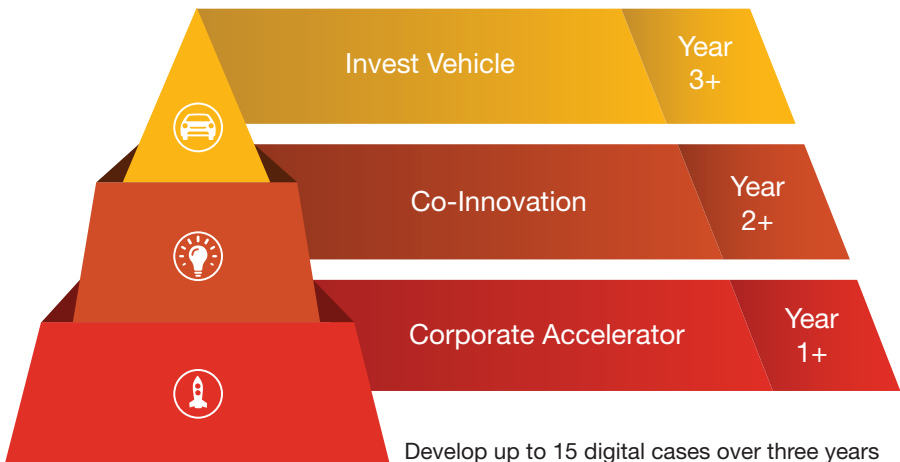 Invest Vehicle
Year
3+
Co-Innovation
Year
2+
Corporate Accelerator
Year
1+
Develop up to 15 digital cases over three years